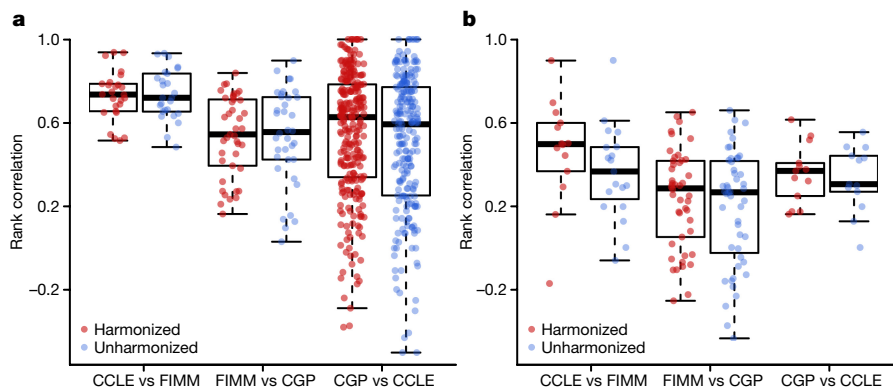 a
Rank correlation
1.0
0.6
0.2
−0.2
Harmonized
Unharmonized
CCLE vs FIMM
FIMM vs CGP
CGP vs CCLE
b
Rank correlation
1.0
0.6
0.2
−0.2
Harmonized
Unharmonized
CCLE vs FIMM
FIMM vs CGP
CGP vs CCLE